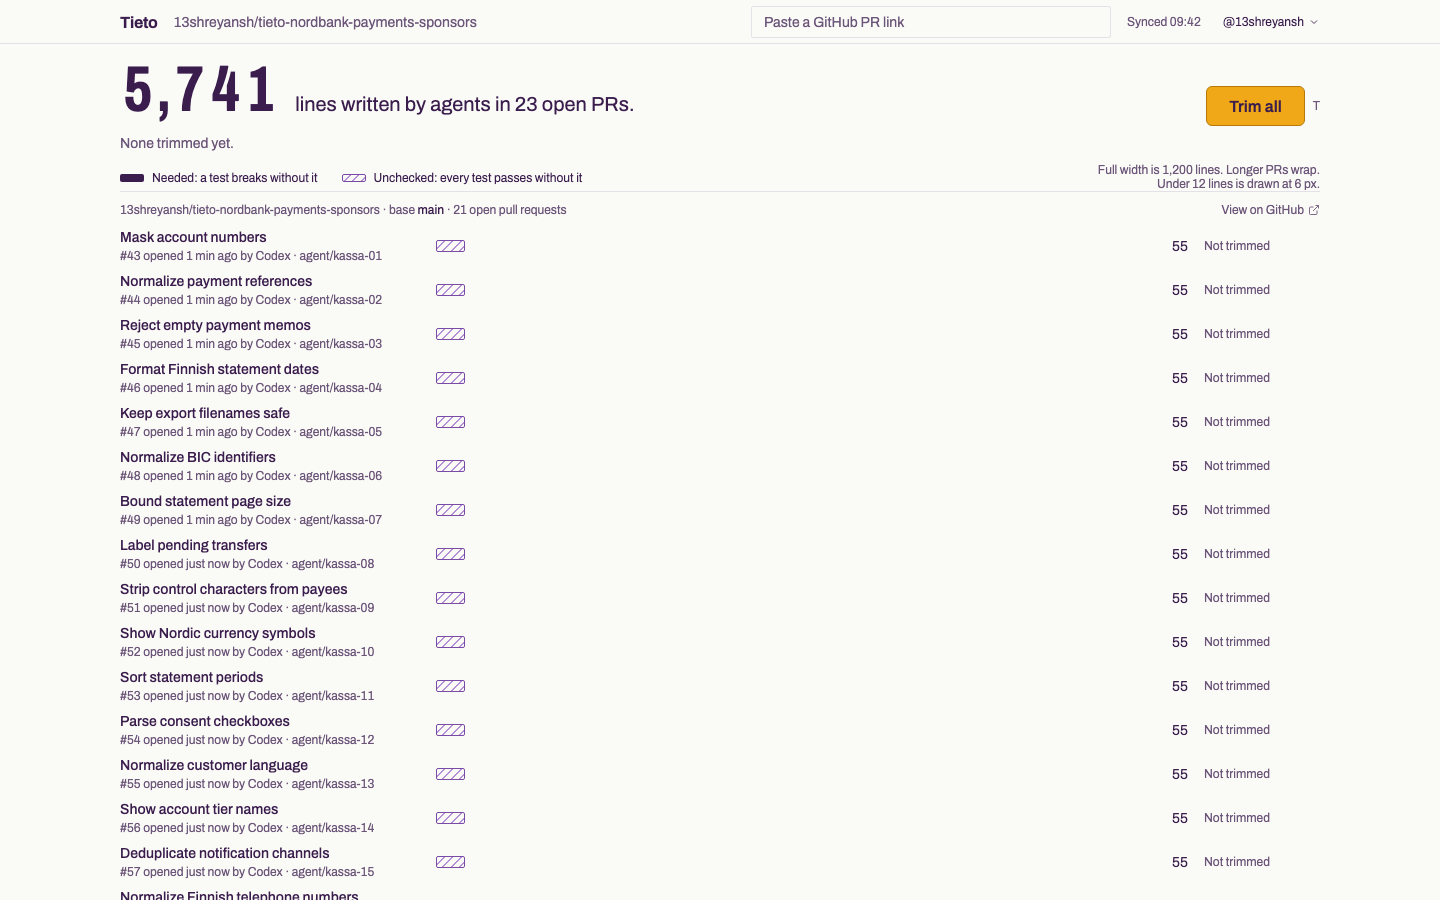 Tieto 13shreyansh/tieto-nordbank-payments-sponsors Paste a GitHub PR link Synced 09:42 @13shreyansh
5,741 lines written by agents in 23 open PRs. Trim all T
None trimmed yet.
Needed: a test breaks without it Unchecked: every test passes without it
Full width is 1,200 lines. Longer PRs wrap.
Under 12 lines is drawn at 6 px.
13shreyansh/tieto-nordbank-payments-sponsors · base main · 21 open pull requests View on GitHub
Mask account numbers
#43 opened 1 min ago by Codex · agent/kassa-01
55 Not trimmed
Normalize payment references
#44 opened 1 min ago by Codex · agent/kassa-02
55 Not trimmed
Reject empty payment memos
#45 opened 1 min ago by Codex · agent/kassa-03
55 Not trimmed
Format Finnish statement dates
#46 opened 1 min ago by Codex · agent/kassa-04
55 Not trimmed
Keep export filenames safe
#47 opened 1 min ago by Codex · agent/kassa-05
55 Not trimmed
Normalize BIC identifiers
#48 opened 1 min ago by Codex · agent/kassa-06
55 Not trimmed
Bound statement page size
#49 opened 1 min ago by Codex · agent/kassa-07
55 Not trimmed
Label pending transfers
#50 opened just now by Codex · agent/kassa-08
55 Not trimmed
Strip control characters from payees
#51 opened just now by Codex · agent/kassa-09
55 Not trimmed
Show Nordic currency symbols
#52 opened just now by Codex · agent/kassa-10
55 Not trimmed
Sort statement periods
#53 opened just now by Codex · agent/kassa-11
55 Not trimmed
Parse consent checkboxes
#54 opened just now by Codex · agent/kassa-12
55 Not trimmed
Normalize customer language
#55 opened just now by Codex · agent/kassa-13
55 Not trimmed
Show account tier names
#56 opened just now by Codex · agent/kassa-14
55 Not trimmed
Deduplicate notification channels
#57 opened just now by Codex · agent/kassa-15
55 Not trimmed
Normalize Finnish telephone numbers